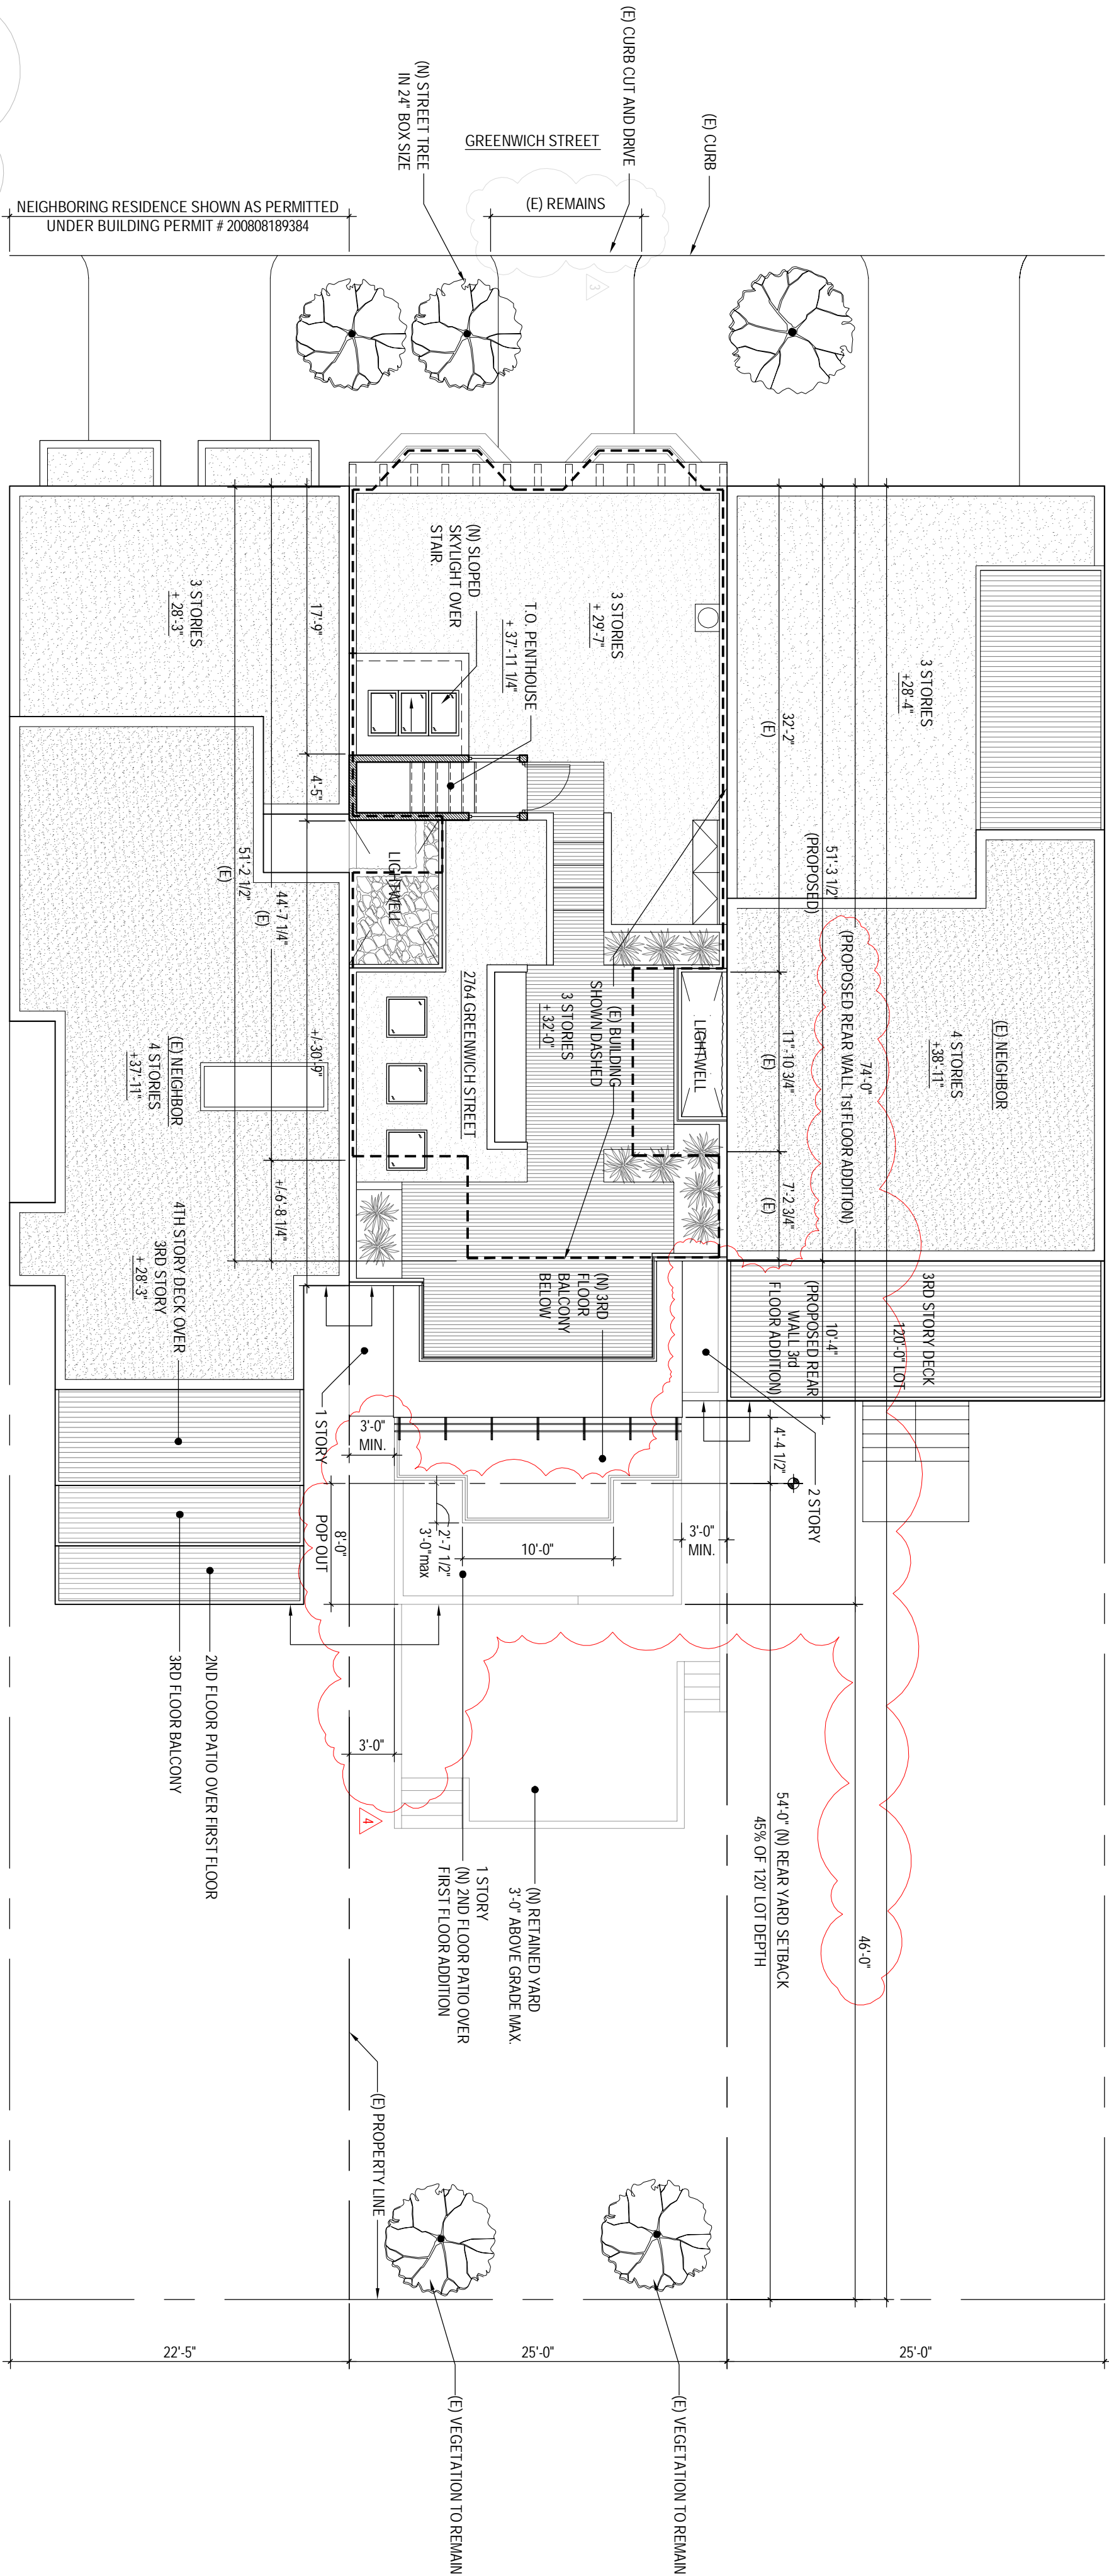 (E) CURB CUT AND DRIVE
(E) CURB
(N) STREET TREE
IN 24" BOX SIZE
GREENWICH STREET
(E) REMAINS
NEIGHBORING RESIDENCE SHOWN AS PERMITTED
UNDER BUILDING PERMIT # 200808189384
3
3 STORIES
+ 28'-3"
17'-9"
4'-5"
51'-2 1/2"
(E)
44'-7 1/4"
(E)
+/-30'-9"
+/-6'-8 1/4"
(N) SLOPED
SKYLIGHT OVER
STAIR.
T.O. PENTHOUSE
+ 37'-11 1/4"
3 STORIES
+ 29'-7"
3 STORIES
+28'-4"
32'-2"
(E)
51'-3 1/2"
(PROPOSED)
74'-0"
(PROPOSED REAR WALL 1st FLOOR ADDITION)
11"-10 3/4"
(E)
7'-2 3/4"
(E)
LIGHTWELL
2764 GREENWICH STREET
(E) BUILDING
SHOWN DASHED
3 STORIES
+ 32'-0"
LIGHTWELL
(E) NEIGHBOR
4 STORIES
+38'-11"
(E) NEIGHBOR
4 STORIES
+37'-11"
4TH STORY DECK OVER
3RD STORY
+ 28'-3"
(N) 3RD
FLOOR
BALCONY
BELOW
3RD STORY DECK
120'-0" LOT
10'-4"
(PROPOSED REAR
WALL 3rd
FLOOR ADDITION)
1 STORY
3'-0"
MIN.
4'-4 1/2"
2 STORY
8'-0"
POP OUT
2'-7 1/2"
3'-0"max
10'-0"
3'-0"
MIN.
3'-0"
4
2ND FLOOR PATIO OVER FIRST FLOOR
3RD FLOOR BALCONY
1 STORY
(N) 2ND FLOOR PATIO OVER
FIRST FLOOR ADDITION
(N) RETAINED YARD
3'-0" ABOVE GRADE MAX.
54'-0" (N) REAR YARD SETBACK
45% OF 120' LOT DEPTH
46'-0"
(E) PROPERTY LINE
22'-5"
25'-0"
25'-0"
(E) VEGETATION TO REMAIN
(E) VEGETATION TO REMAIN